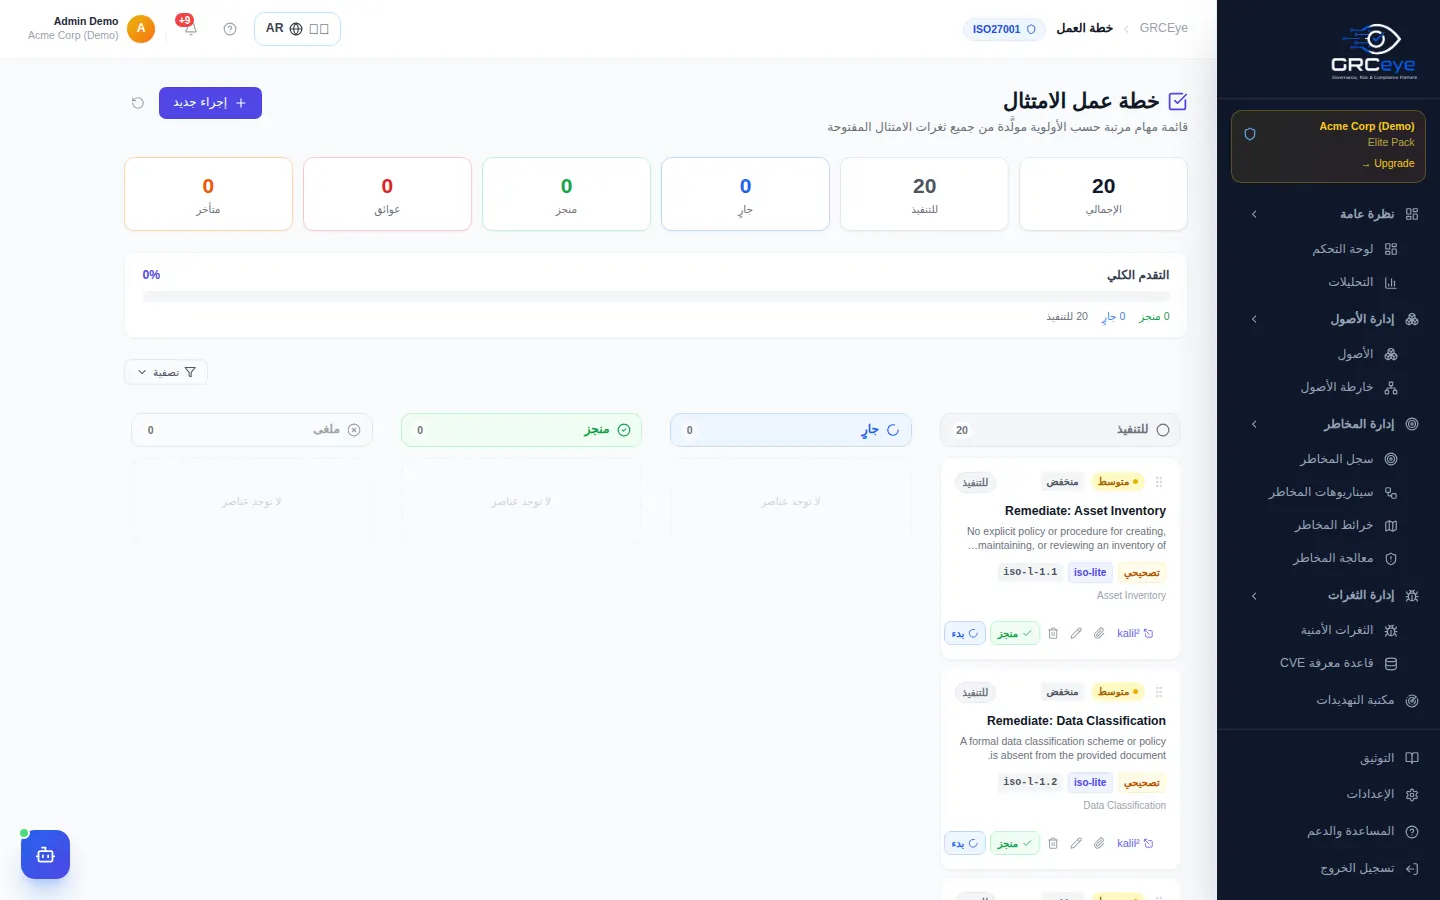 GRCeye
Governance, Risk & Compliance Platform
Acme Corp (Demo)
Elite Pack
→ Upgrade
نظرة عامة
لوحة التحكم
التحليلات
إدارة الأصول
الأصول
خارطة الأصول
إدارة المخاطر
سجل المخاطر
سيناريوهات المخاطر
خرائط المخاطر
معالجة المخاطر
إدارة الثغرات
الثغرات الأمنية
قاعدة معرفة CVE
مكتبة التهديدات
التوثيق
الإعدادات
المساعدة والدعم
تسجيل الخروج
GRCEye
خطة العمل
ISO27001
AR
+9
Admin Demo
Acme Corp (Demo)
A
خطة عمل الامتثال
قائمة مهام مرتبة حسب الأولوية مولَّدة من جميع ثغرات الامتثال المفتوحة
إجراء جديد
20
الإجمالي
20
للتنفيذ
0
جارٍ
0
منجز
0
عوائق
0
متأخر
التقدم الكلي
0%
0 منجز
0 جارٍ
20 للتنفيذ
تصفية
للتنفيذ
20
جارٍ
0
منجز
0
ملغى
0
لا توجد عناصر
لا توجد عناصر
لا توجد عناصر
متوسط
منخفض
للتنفيذ
Remediate: Asset Inventory
No explicit policy or procedure for creating,
maintaining, or reviewing an inventory of…
تصحيحي
iso-lite
iso-l-1.1
Asset Inventory
kalil²
منجز
بدء
متوسط
منخفض
للتنفيذ
Remediate: Data Classification
A formal data classification scheme or policy
is absent from the provided document.
تصحيحي
iso-lite
iso-l-1.2
Data Classification
kalil²
منجز
بدء